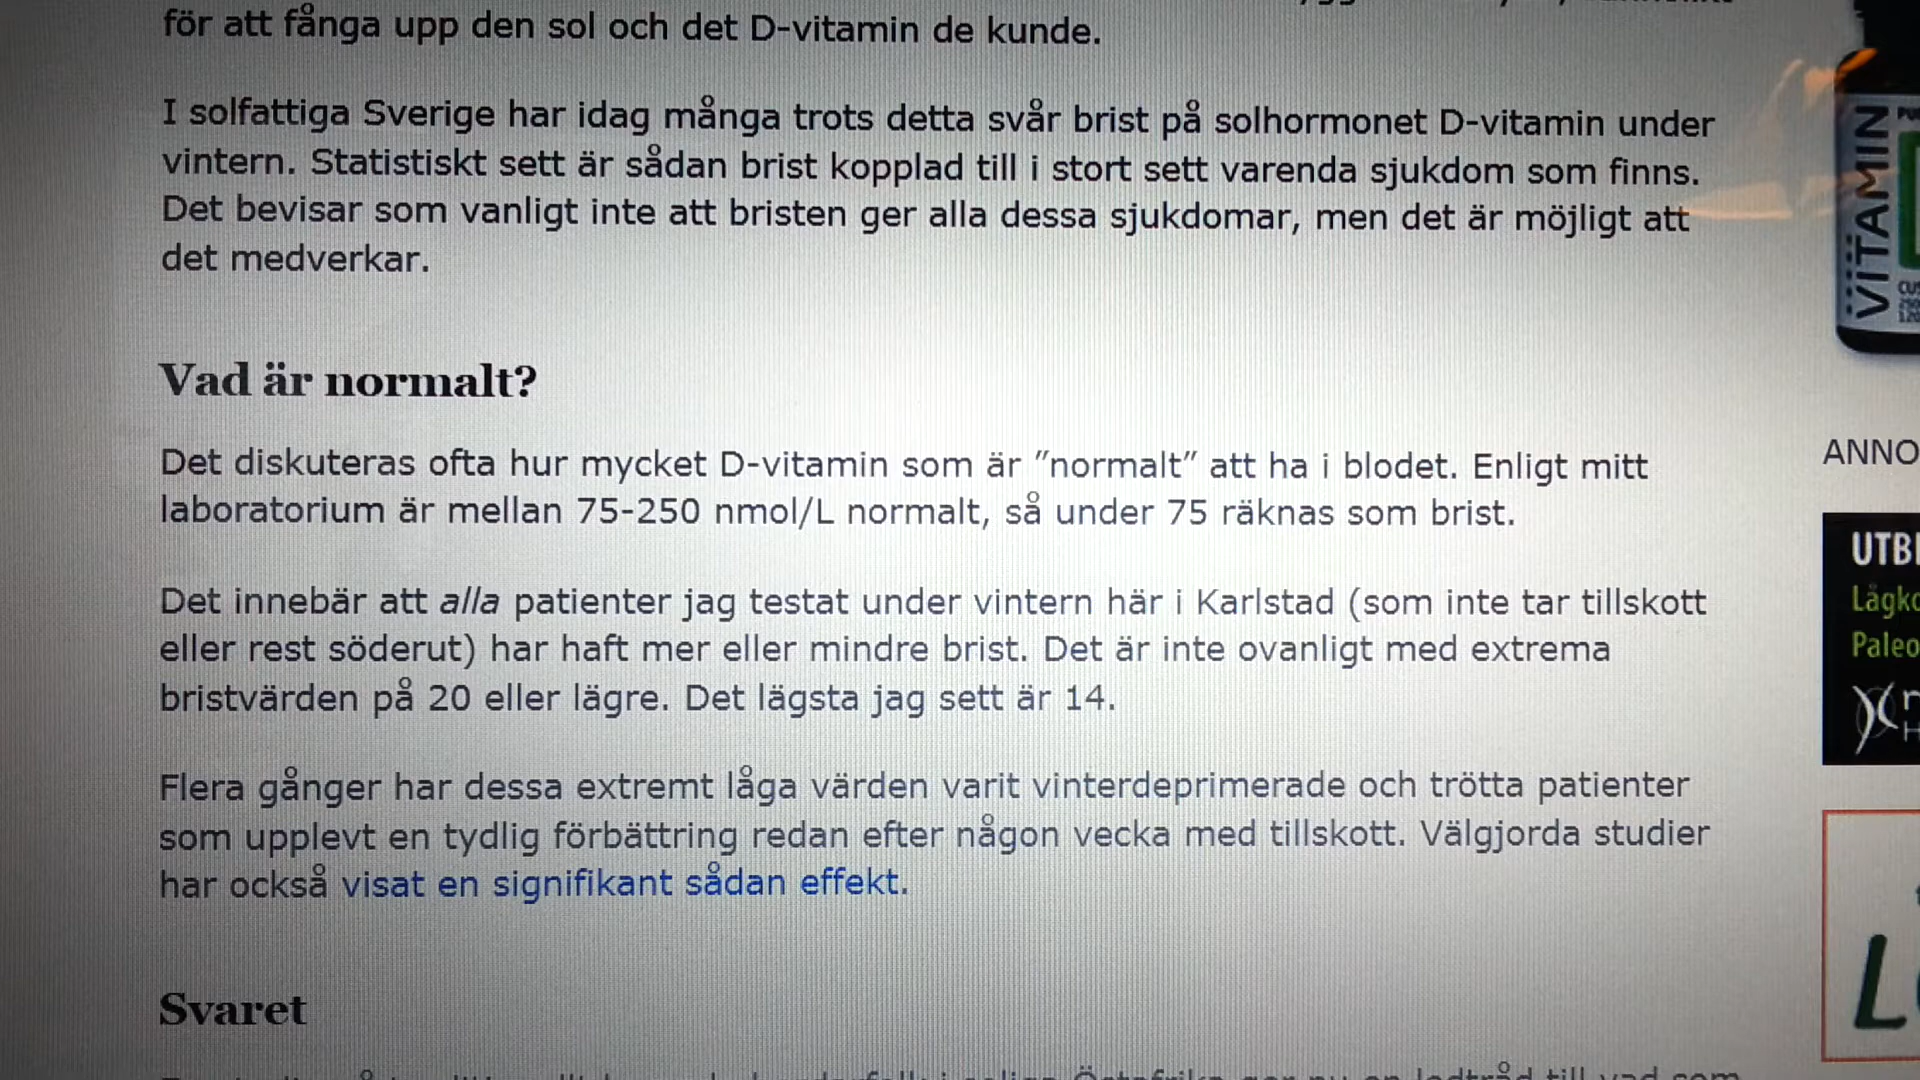 för att fånga upp den sol och det D-vitamin de kunde.
I solfattiga Sverige har idag många trots detta svår brist på solhormonet D-vitamin under
vintern. Statistiskt sett är sådan brist kopplad till i stort sett varenda sjukdom som finns.
Det bevisar som vanligt inte att bristen ger alla dessa sjukdomar, men det är möjligt att
det medverkar.
Vad är normalt?
Det diskuteras ofta hur mycket D-vitamin som är ”normalt” att ha i blodet. Enligt mitt
laboratorium är mellan 75-250 nmol/L normalt, så under 75 räknas som brist.
Det innebär att alla patienter jag testat under vintern här i Karlstad (som inte tar tillskott
eller rest söderut) har haft mer eller mindre brist. Det är inte ovanligt med extrema
bristvärden på 20 eller lägre. Det lägsta jag sett är 14.
Flera gånger har dessa extremt låga värden varit vinterdeprimerade och trötta patienter
som upplevt en tydlig förbättring redan efter någon vecka med tillskott. Välgjorda studier
har också visat en signifikant sådan effekt.
Svaret
VITAMIN
ANNO
UTBI
Lågko
Paleo